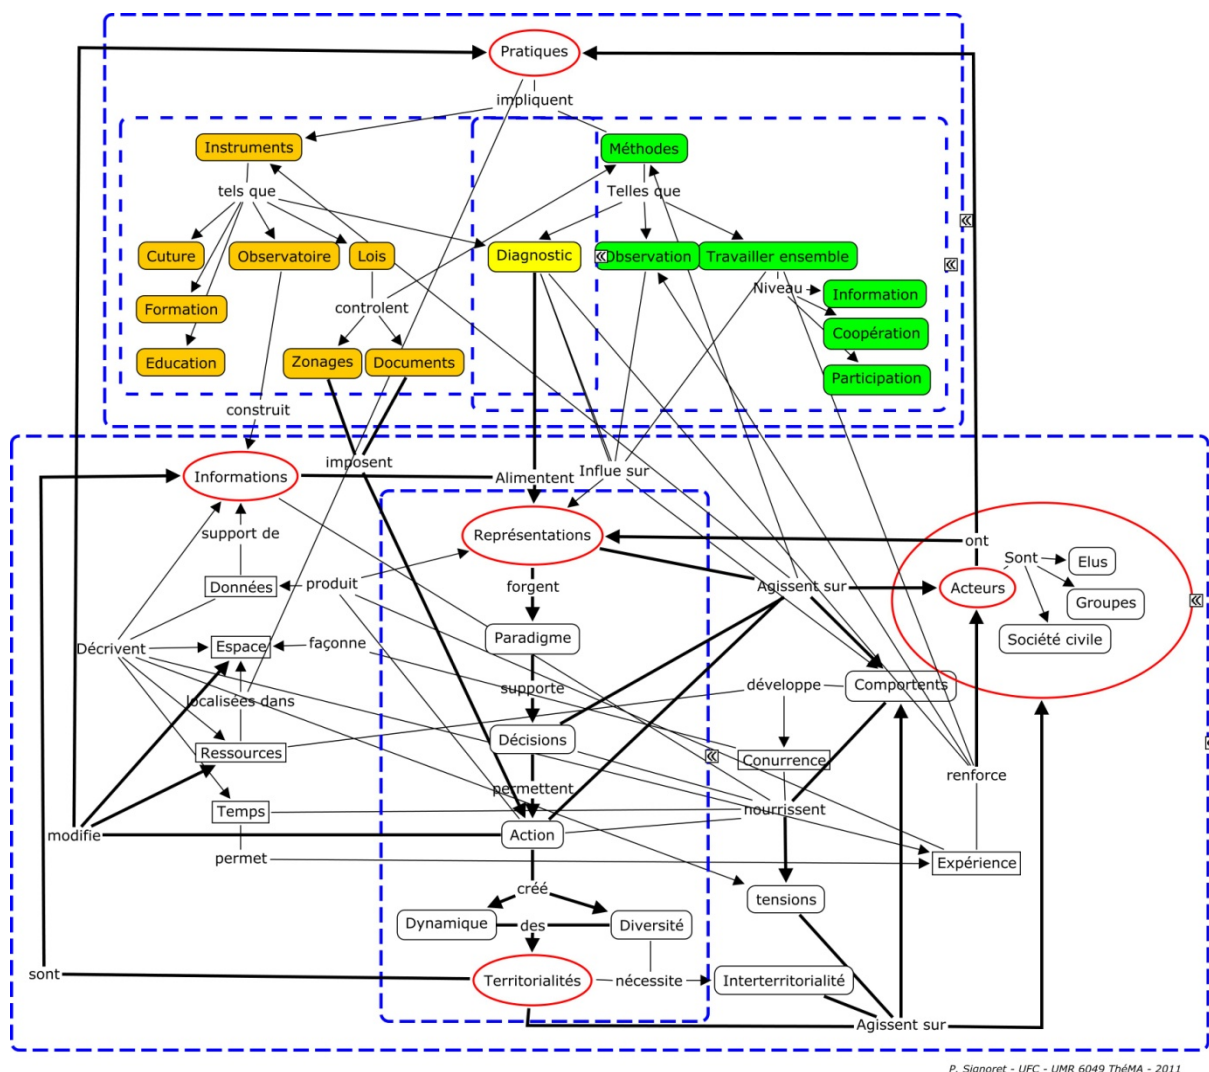 Pratiques
impliquent
Instruments
Méthodes
tels que
Telles que
Cuture
Observatoire
Lois
Diagnostic
Observation
Travailler ensemble
Niveau
Information
Formation
controlent
Coopération
Education
Zonages
Documents
Participation
construit
imposent
Informations
Alimentent
Influe sur
support de
Représentations
ont
Sont
Elus
Données
produit
forgent
Agissent sur
Acteurs
Groupes
Décrivent
Espace
façonne
Paradigme
Société civile
localisées dans
supporte
développe
Comportents
Ressources
Décisions
Conurrence
renforce
permettent
Temps
nourrissent
modifie
Action
permet
Expérience
créé
tensions
Dynamique
des
Diversité
sont
Territorialités
nécessite
Interterritorialité
Agissent sur
P. Signoret - UFC - UMR 6049 ThéMA - 2011